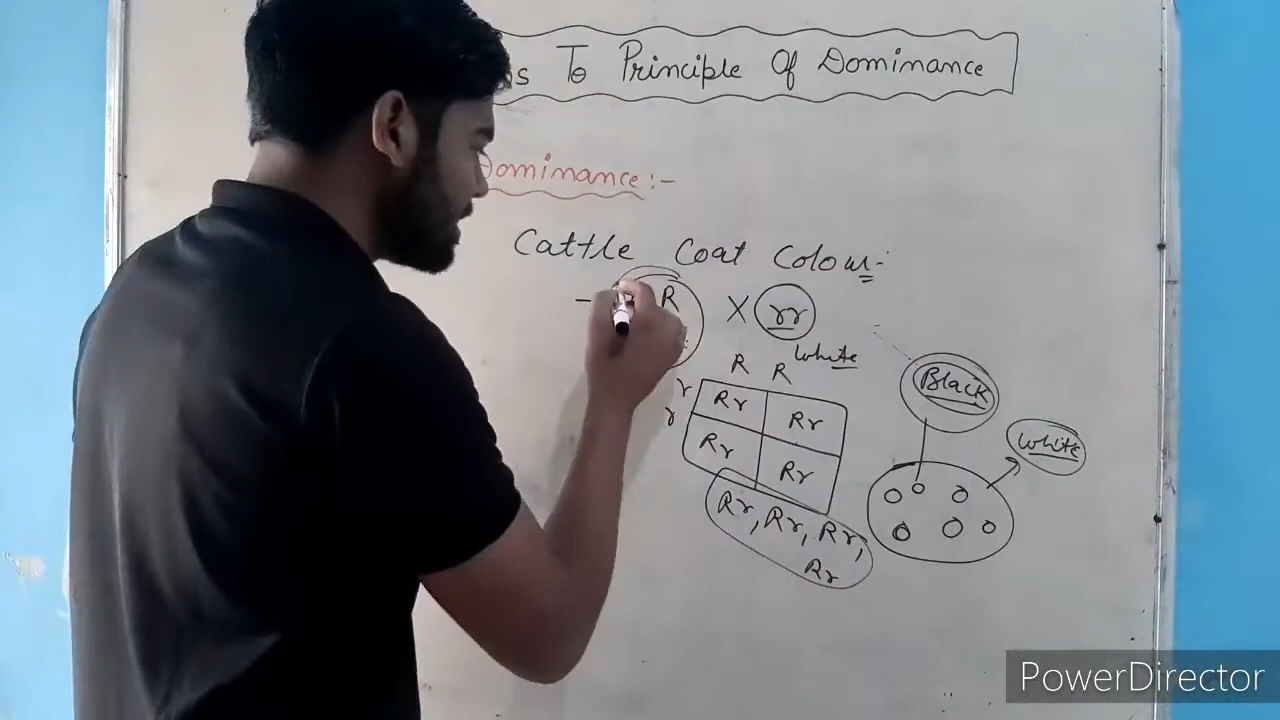 s To Principle Of Dominance
Dominance :-
Cattle Coat Colour:-
- R X rr
White
R R
r Rr Rr
r Rr Rr
Rr, Rr, Rr,
Rr
Black
White
PowerDirector